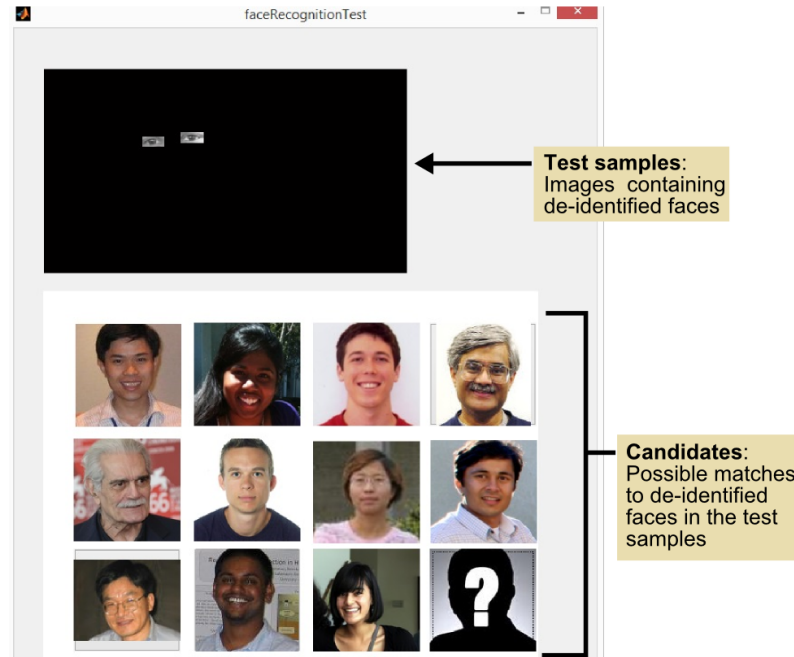 faceRecognitionTest
Test samples:
Images containing
de-identified faces
Candidates:
Possible matches
to de-identified
faces in the test
samples
66
?